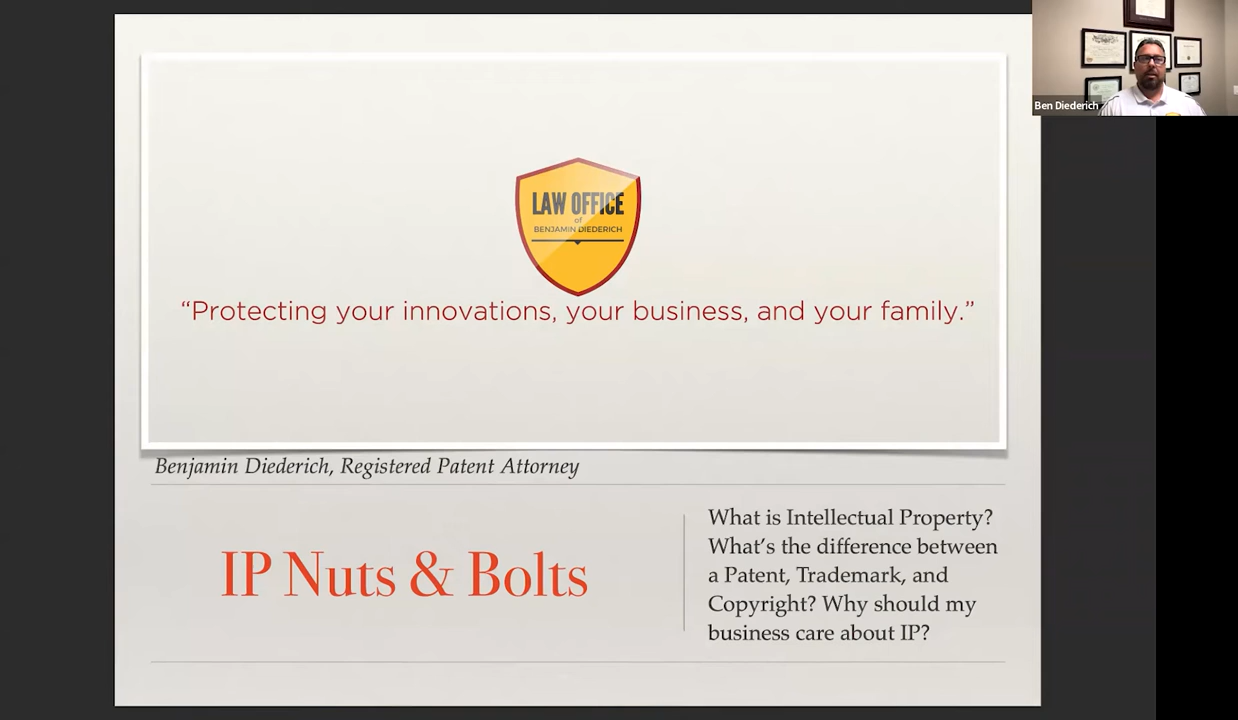 Ben Diederich
LAW OFFICE
of
BENJAMIN DIEDERICH
“Protecting your innovations, your business, and your family.”
Benjamin Diederich, Registered Patent Attorney
IP Nuts & Bolts
What is Intellectual Property?
What’s the difference between
a Patent, Trademark, and
Copyright? Why should my
business care about IP?